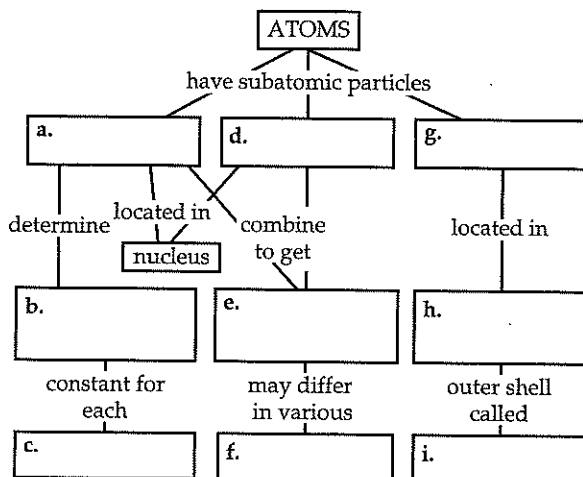 ATOMS
have subatomic particles
a.
d.
g.
determine
located in
combine
to get
located in
nucleus
b.
e.
h.
constant for
each
may differ
in various
outer shell
called
c.
f.
i.